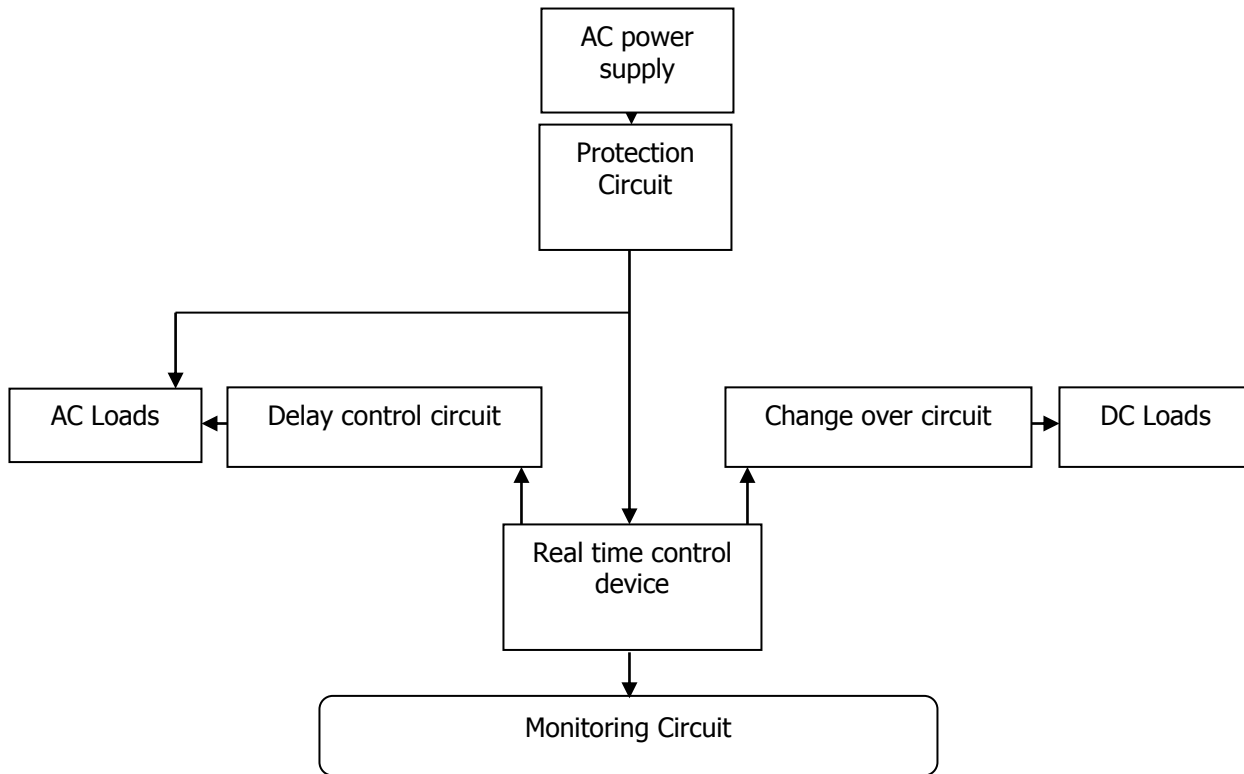 AC power
supply
Protection
Circuit
AC Loads
Delay control circuit
Change over circuit
DC Loads
Real time control
device
Monitoring Circuit